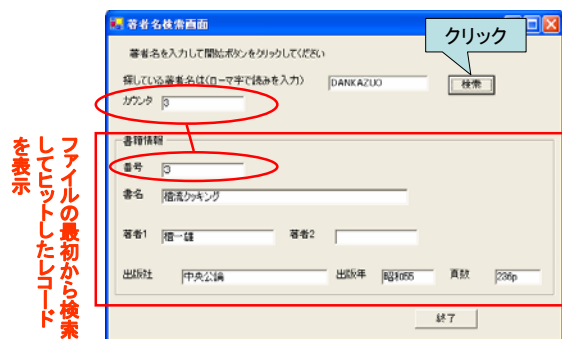 著者名検索画面
クリック
著者名を入力して開始ボタンをクリックしてください
探している著者名は(ローマ字で読みを入力)
DANKAZUO
検索
カウンタ
3
書籍情報
番号
3
書名
檀流クッキング
著者1
檀一雄
著者2
出版社
中央公論
出版年
昭和55
頁数
236p
終了
ファイルの最初から検索
してヒットしたレコード
を表示